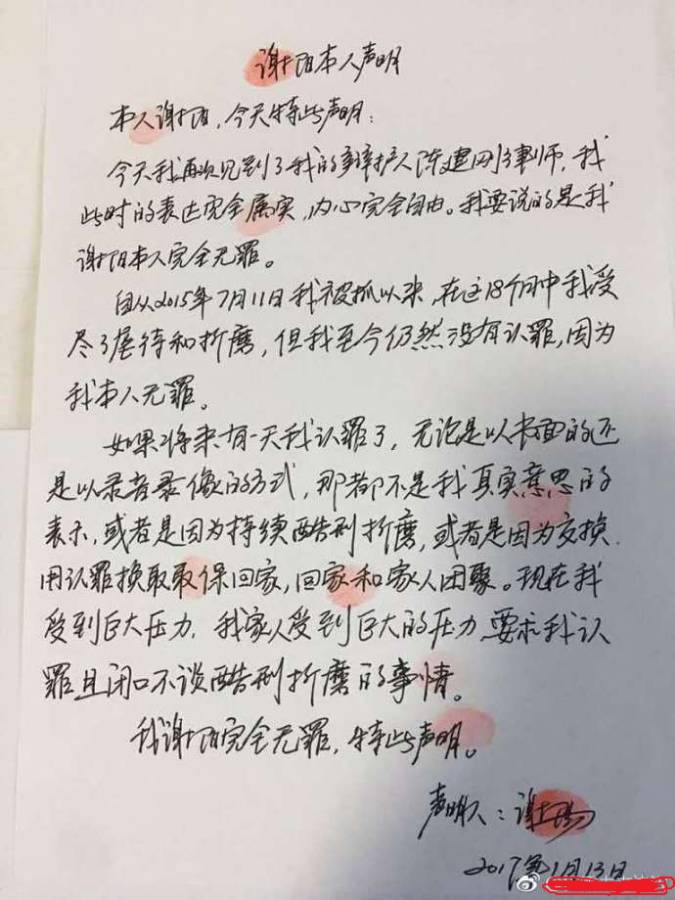 谢阳本人声明
本人谢阳,今天特此声明:
今天我再次见到了我的辩护人陈建刚律师,我
此时的表达完全属实,内心完全自由。我要说的是我
谢阳本人完全无罪。
自从2015年7月11日我被抓以来,在这18个月中我受
尽了虐待和折磨,但我至今仍然没有认罪,因为
我本人无罪。
如果将来有一天我认罪了,无论是以书面的还
是以录音录像的方式,那都不是我真实意思的
表示,或者是因为持续酷刑折磨,或者是因为交换.
用认罪换取取保回家,回家和家人团聚。现在我
受到巨大压力,我家人受到巨大的压力,要求我认
罪且闭口不谈酷刑折磨的事情。
我谢阳完全无罪,特此声明。
声明人:谢阳
2017年1月13日